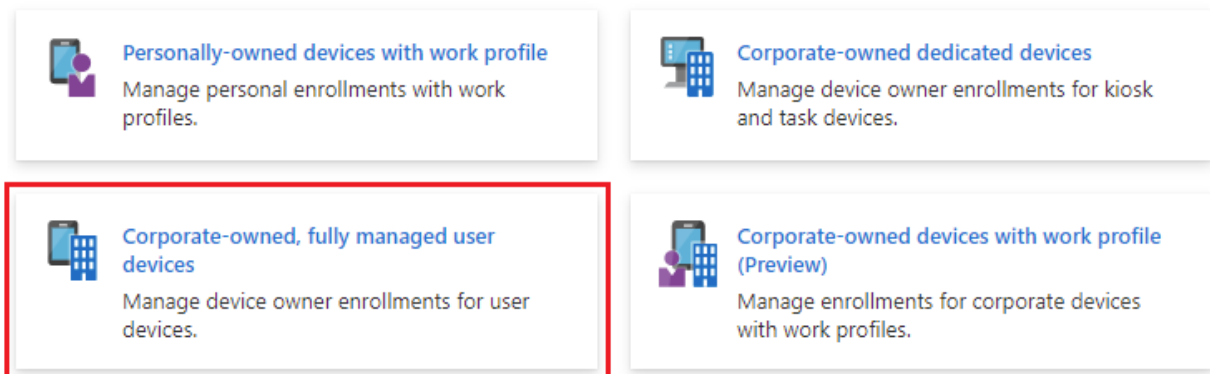 Personally-owned devices with work profile
Manage personal enrollments with work
profiles.
Corporate-owned dedicated devices
Manage device owner enrollments for kiosk
and task devices.
Corporate-owned, fully managed user
devices
Manage device owner enrollments for user
devices.
Corporate-owned devices with work profile
(Preview)
Manage enrollments for corporate devices
with work profiles.